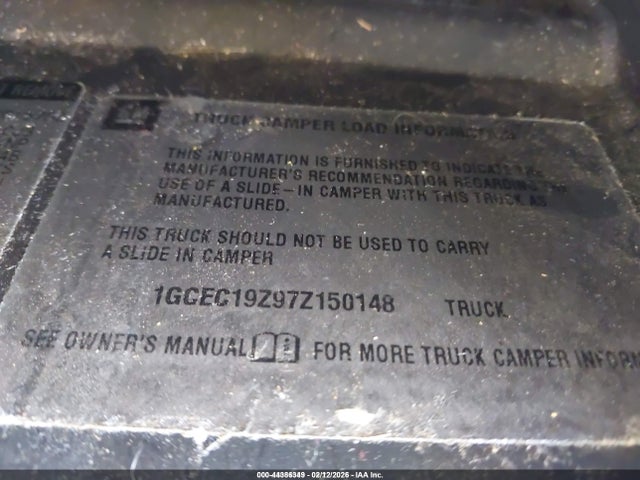 TRUCK CAMPER LOAD INFORMATION
THIS INFORMATION IS FURNISHED TO INDICATE THE
MANUFACTURER'S RECOMMENDATION REGARDING THE
USE OF A SLIDE-IN CAMPER WITH THIS TRUCK AS
MANUFACTURED.
THIS TRUCK SHOULD NOT BE USED TO CARRY
A SLIDE IN CAMPER
1GCEC19Z97Z150148 TRUCK
SEE OWNER'S MANUAL FOR MORE TRUCK CAMPER INFORM
000-44386349 - 02/12/2026 - IAA Inc.